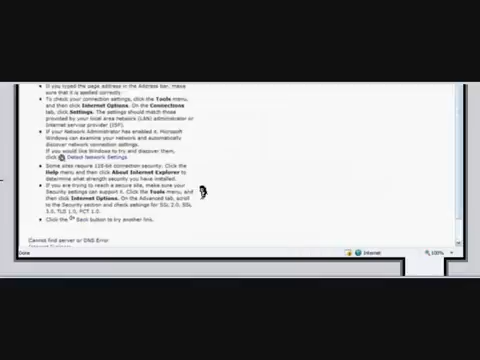 If you typed the page address in the Address bar, make
sure that it is spelled correctly.
To check your connection settings, click the Tools menu,
and then click Internet Options. On the Connections
tab, click Settings. The settings should match those
provided by your local area network (LAN) administrator or
Internet service provider (ISP).
If your Network Administrator has enabled it, Microsoft
Windows can examine your network and automatically
discover network connection settings.
If you would like Windows to try and discover them,
click Detect Network Settings
Some sites require 128-bit connection security. Click the
Help menu and then click About Internet Explorer to
determine what strength security you have installed.
If you are trying to reach a secure site, make sure your
Security settings can support it. Click the Tools menu, and
then click Internet Options. On the Advanced tab, scroll
to the Security section and check settings for SSL 2.0, SSL
3.0, TLS 1.0, PCT 1.0.
Click the Back button to try another link.
Cannot find server or DNS Error
Done
Internet
100%